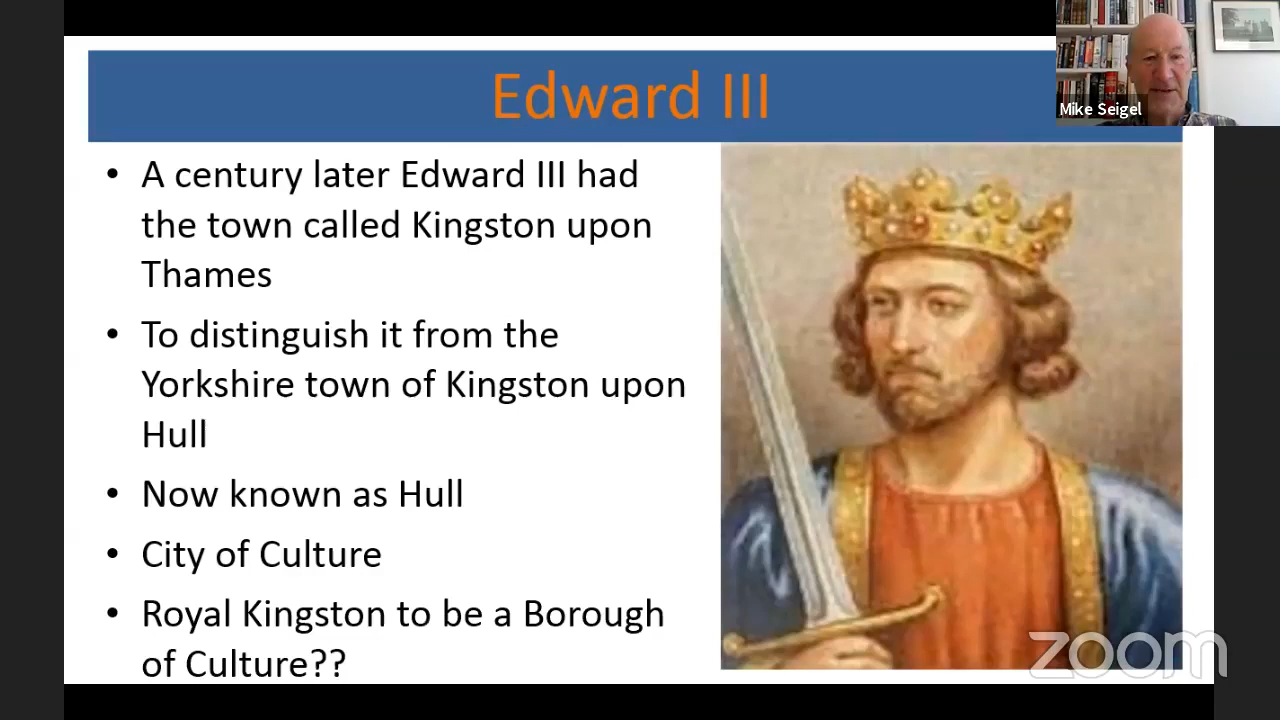 Edward III
Mike Seigel
• A century later Edward III had
the town called Kingston upon
Thames
• To distinguish it from the
Yorkshire town of Kingston upon
Hull
• Now known as Hull
• City of Culture
• Royal Kingston to be a Borough
of Culture??
zoom